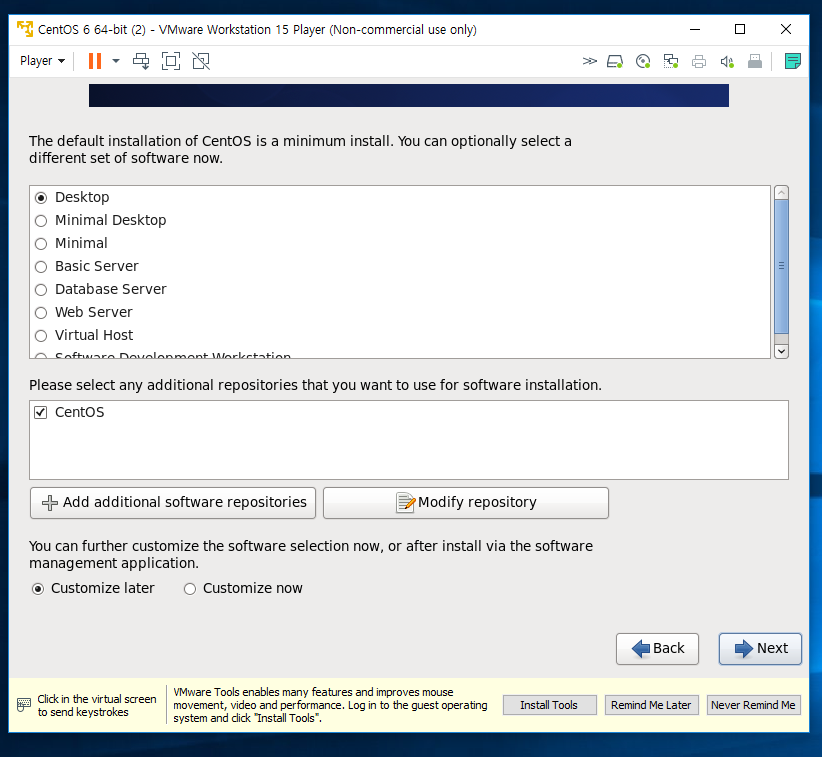 CentOS 6 64-bit (2) - VMware Workstation 15 Player (Non-commercial use only)
Player
The default installation of CentOS is a minimum install. You can optionally select a
different set of software now.
Desktop
Minimal Desktop
Minimal
Basic Server
Database Server
Web Server
Virtual Host
Software Development Workstation
Please select any additional repositories that you want to use for software installation.
CentOS
Add additional software repositories
Modify repository
You can further customize the software selection now, or after install via the software
management application.
Customize later
Customize now
Back
Next
Click in the virtual screen
to send keystrokes
VMware Tools enables many features and improves mouse
movement, video and performance. Log in to the guest operating
system and click "Install Tools".
Install Tools
Remind Me Later
Never Remind Me